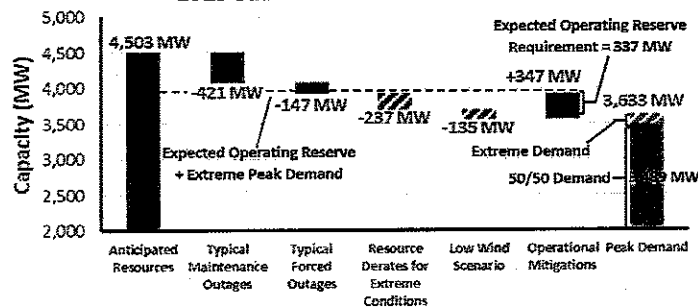 5,000
4,500
4,000
3,500
3,000
2,500
2,000
Capacity (MW)
4,503 MW
-421 MW
-147 MW
-237 MW
-135 MW
+347 MW
3,633 MW
Expected Operating Reserve
Requirement = 337 MW
Expected Operating Reserve
+ Extreme Peak Demand
Extreme Demand
50/50 Demand
MW
Anticipated
Resources
Typical
Maintenance
Outages
Typical
Forced
Outages
Resource
Derates for
Extreme
Conditions
Low Wind
Scenario
Operational
Mitigations
Peak Demand